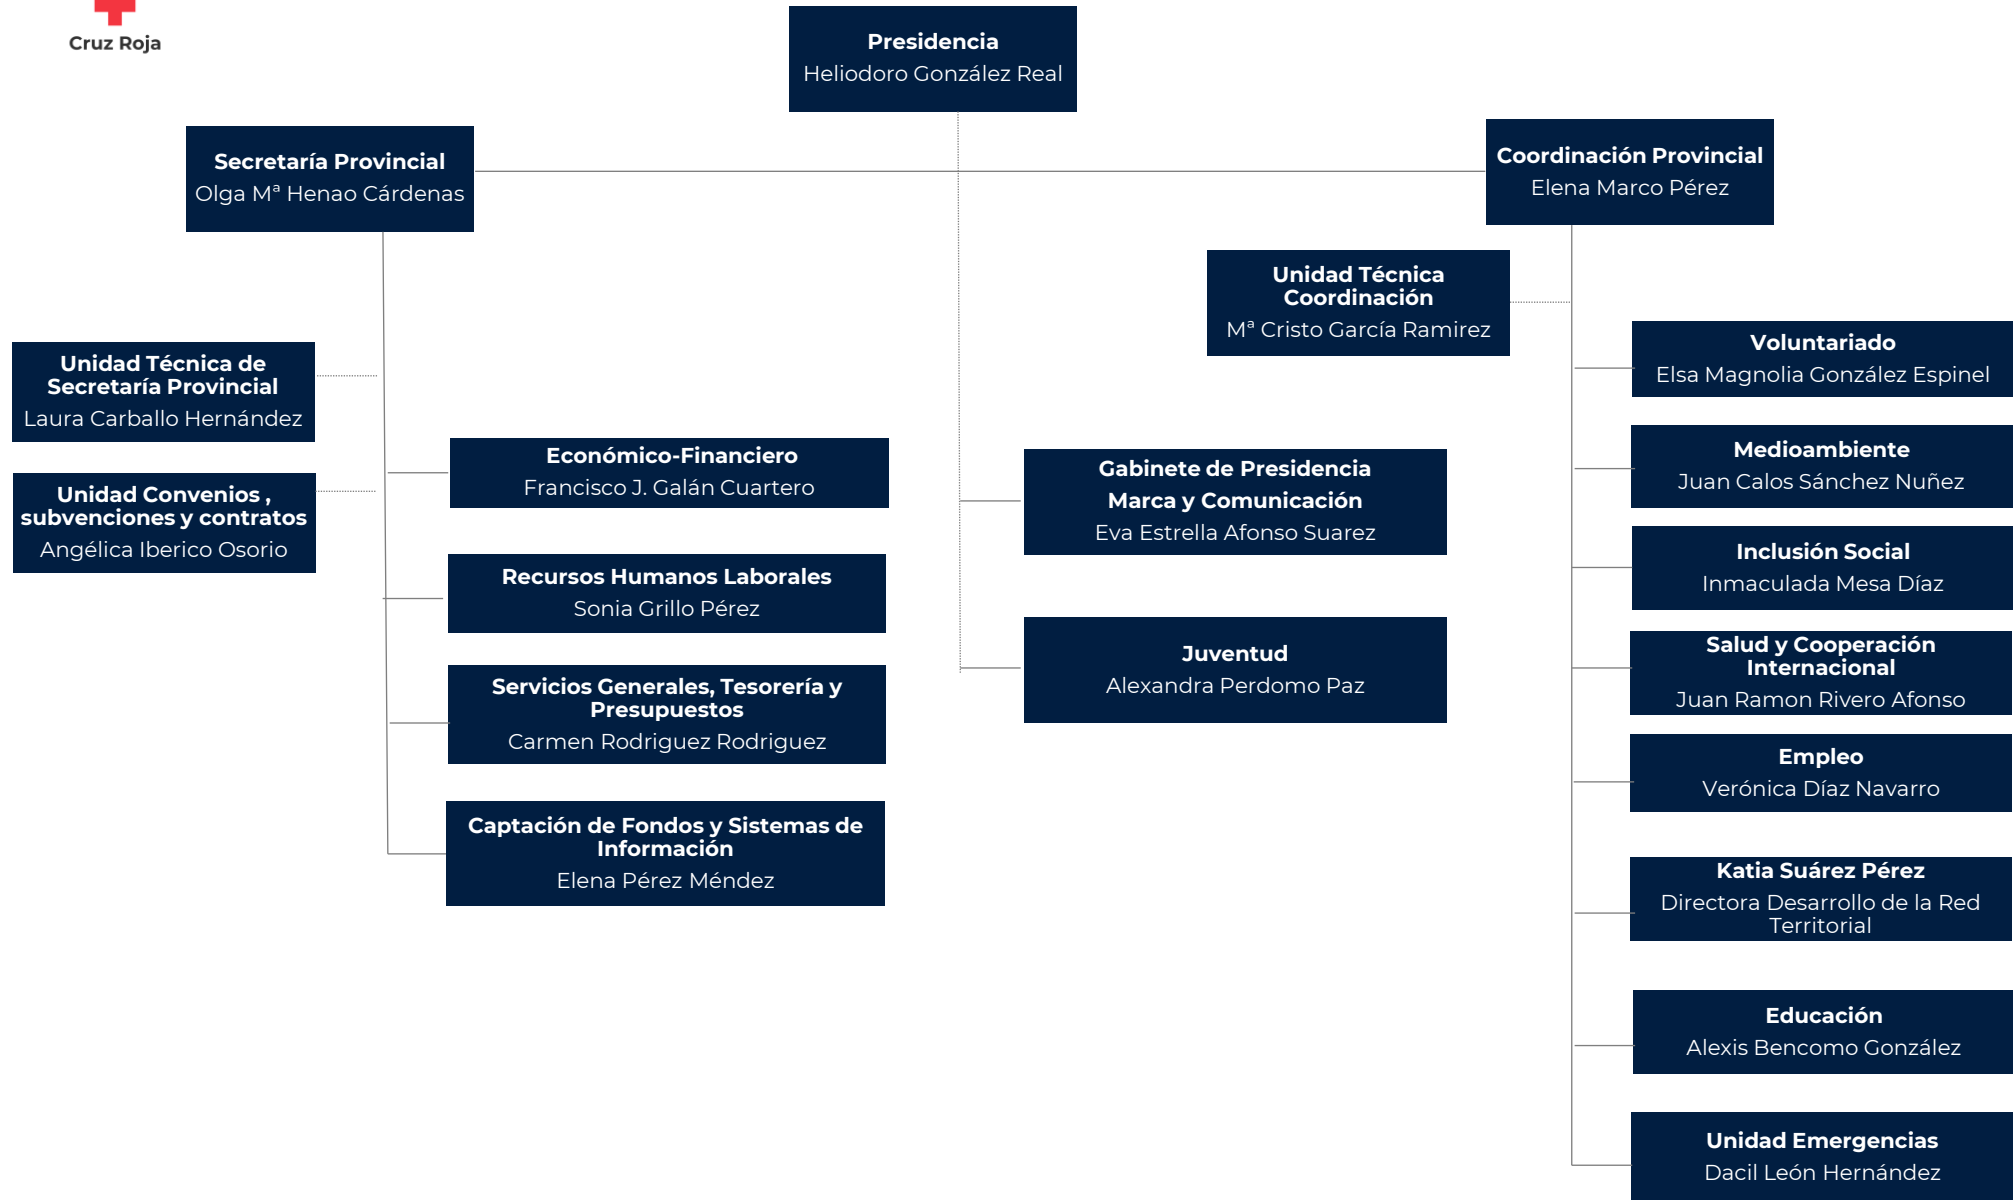 Cruz Roja
Presidencia
Heliodoro González Real
Secretaría Provincial
Olga Mª Henao Cárdenas
Coordinación Provincial
Elena Marco Pérez
Unidad Técnica
Coordinación
Mª Cristo García Ramirez
Unidad Técnica de
Secretaría Provincial
Laura Carballo Hernández
Unidad Convenios ,
subvenciones y contratos
Angélica Iberico Osorio
Económico-Financiero
Francisco J. Galán Cuartero
Recursos Humanos Laborales
Sonia Grillo Pérez
Servicios Generales, Tesorería y
Presupuestos
Carmen Rodriguez Rodriguez
Captación de Fondos y Sistemas de
Información
Elena Pérez Méndez
Gabinete de Presidencia
Marca y Comunicación
Eva Estrella Afonso Suarez
Juventud
Alexandra Perdomo Paz
Voluntariado
Elsa Magnolia González Espinel
Medioambiente
Juan Calos Sánchez Nuñez
Inclusión Social
Inmaculada Mesa Díaz
Salud y Cooperación
Internacional
Juan Ramon Rivero Afonso
Empleo
Verónica Díaz Navarro
Katia Suárez Pérez
Directora Desarrollo de la Red
Territorial
Educación
Alexis Bencomo González
Unidad Emergencias
Dacil León Hernández